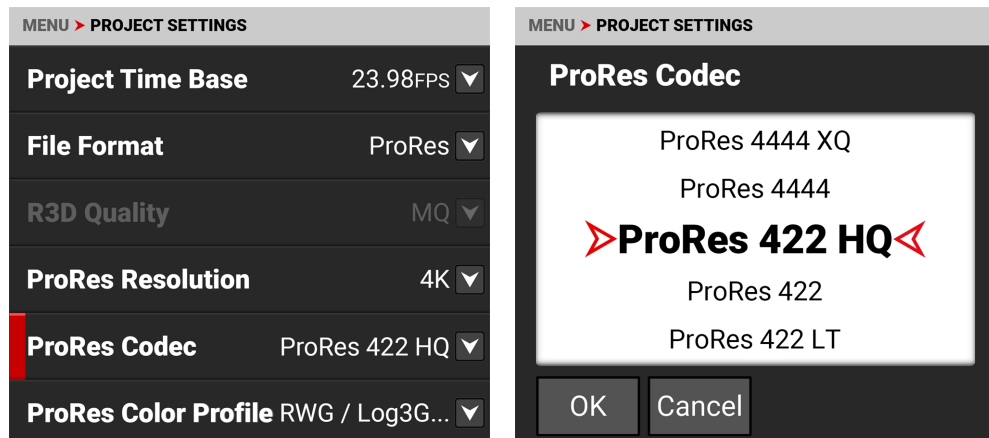 MENU ➤ PROJECT SETTINGS
Project Time Base 23.98FPS
File Format ProRes
R3D Quality MQ
ProRes Resolution 4K
ProRes Codec ProRes 422 HQ
ProRes Color Profile RWG / Log3G...
MENU ➤ PROJECT SETTINGS
ProRes Codec
ProRes 4444 XQ
ProRes 4444
ProRes 422 HQ
ProRes 422
ProRes 422 LT
OK Cancel